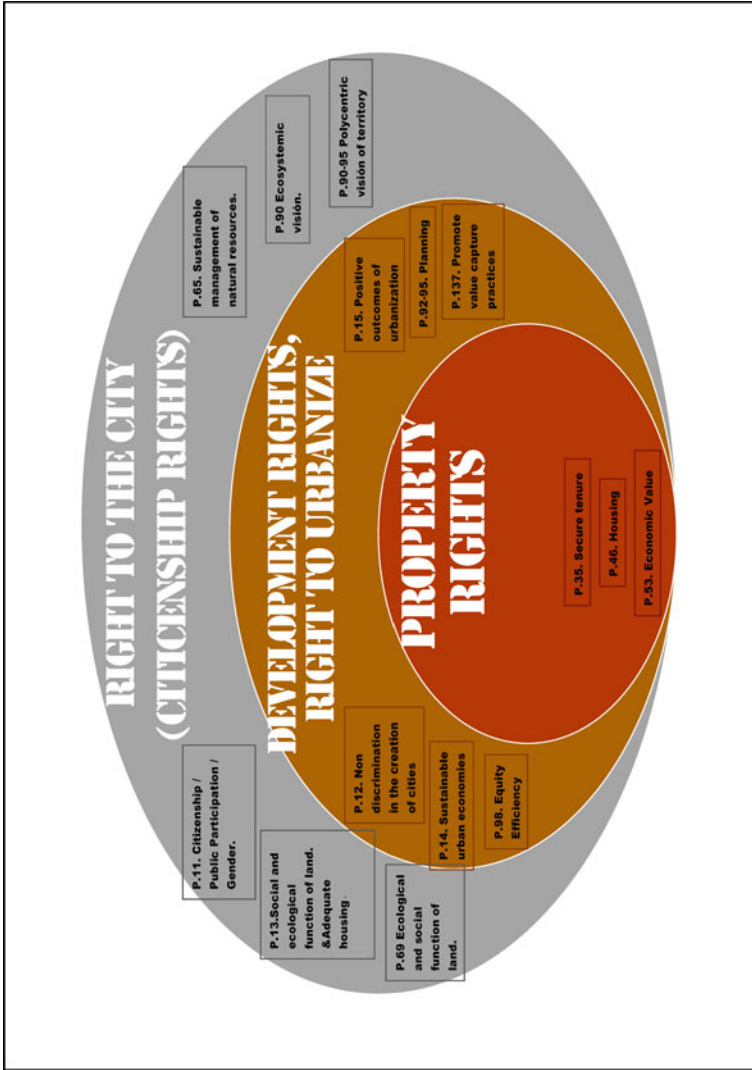 RIGHT TO THE CITY
(CITICENSHIP RIGHTS)
P.11. Citizenship /
Public Participation /
Gender.
P.13.Social and
ecological
function of land.
&Adequate
housing
P.69 Ecological
and social
function of
land.
P.65. Sustainable
management of
natural resources.
P.90 Ecosystemic
visión.
P.90-95 Polycentric
visión of territory
DEVELOPMENT RIGHTS,
RIGHT TO URBANIZE
P.12. Non
discrimination
in the creation
of cities
P.14. Sustainable
urban economies
P.98. Equity
Efficiency
P.15. Positive
outcomes of
urbanization
P.92-95. Planning
P.137. Promote
value capture
practices
PROPERTY
RIGHTS
P.35. Secure tenure
P.46. Housing
P.53. Economic Value